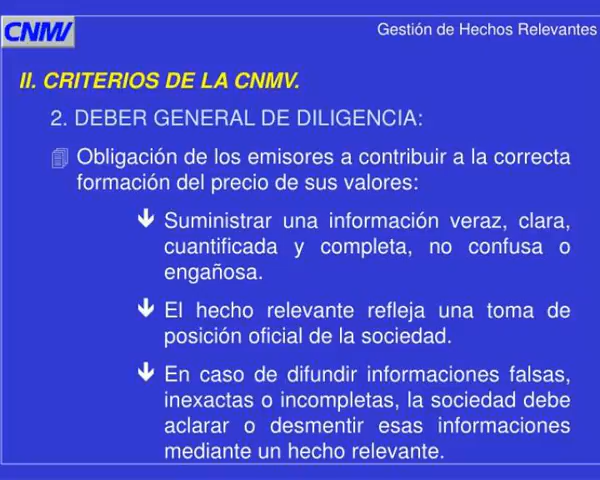 CNMV
Gestión de Hechos Relevantes
II. CRITERIOS DE LA CNMV.
2. DEBER GENERAL DE DILIGENCIA:
Obligación de los emisores a contribuir a la correcta
formación del precio de sus valores:
Suministrar una información veraz, clara,
cuantificada y completa, no confusa o
engañosa.
El hecho relevante refleja una toma de
posición oficial de la sociedad.
En caso de difundir informaciones falsas,
inexactas o incompletas, la sociedad debe
aclarar o desmentir esas informaciones
mediante un hecho relevante.